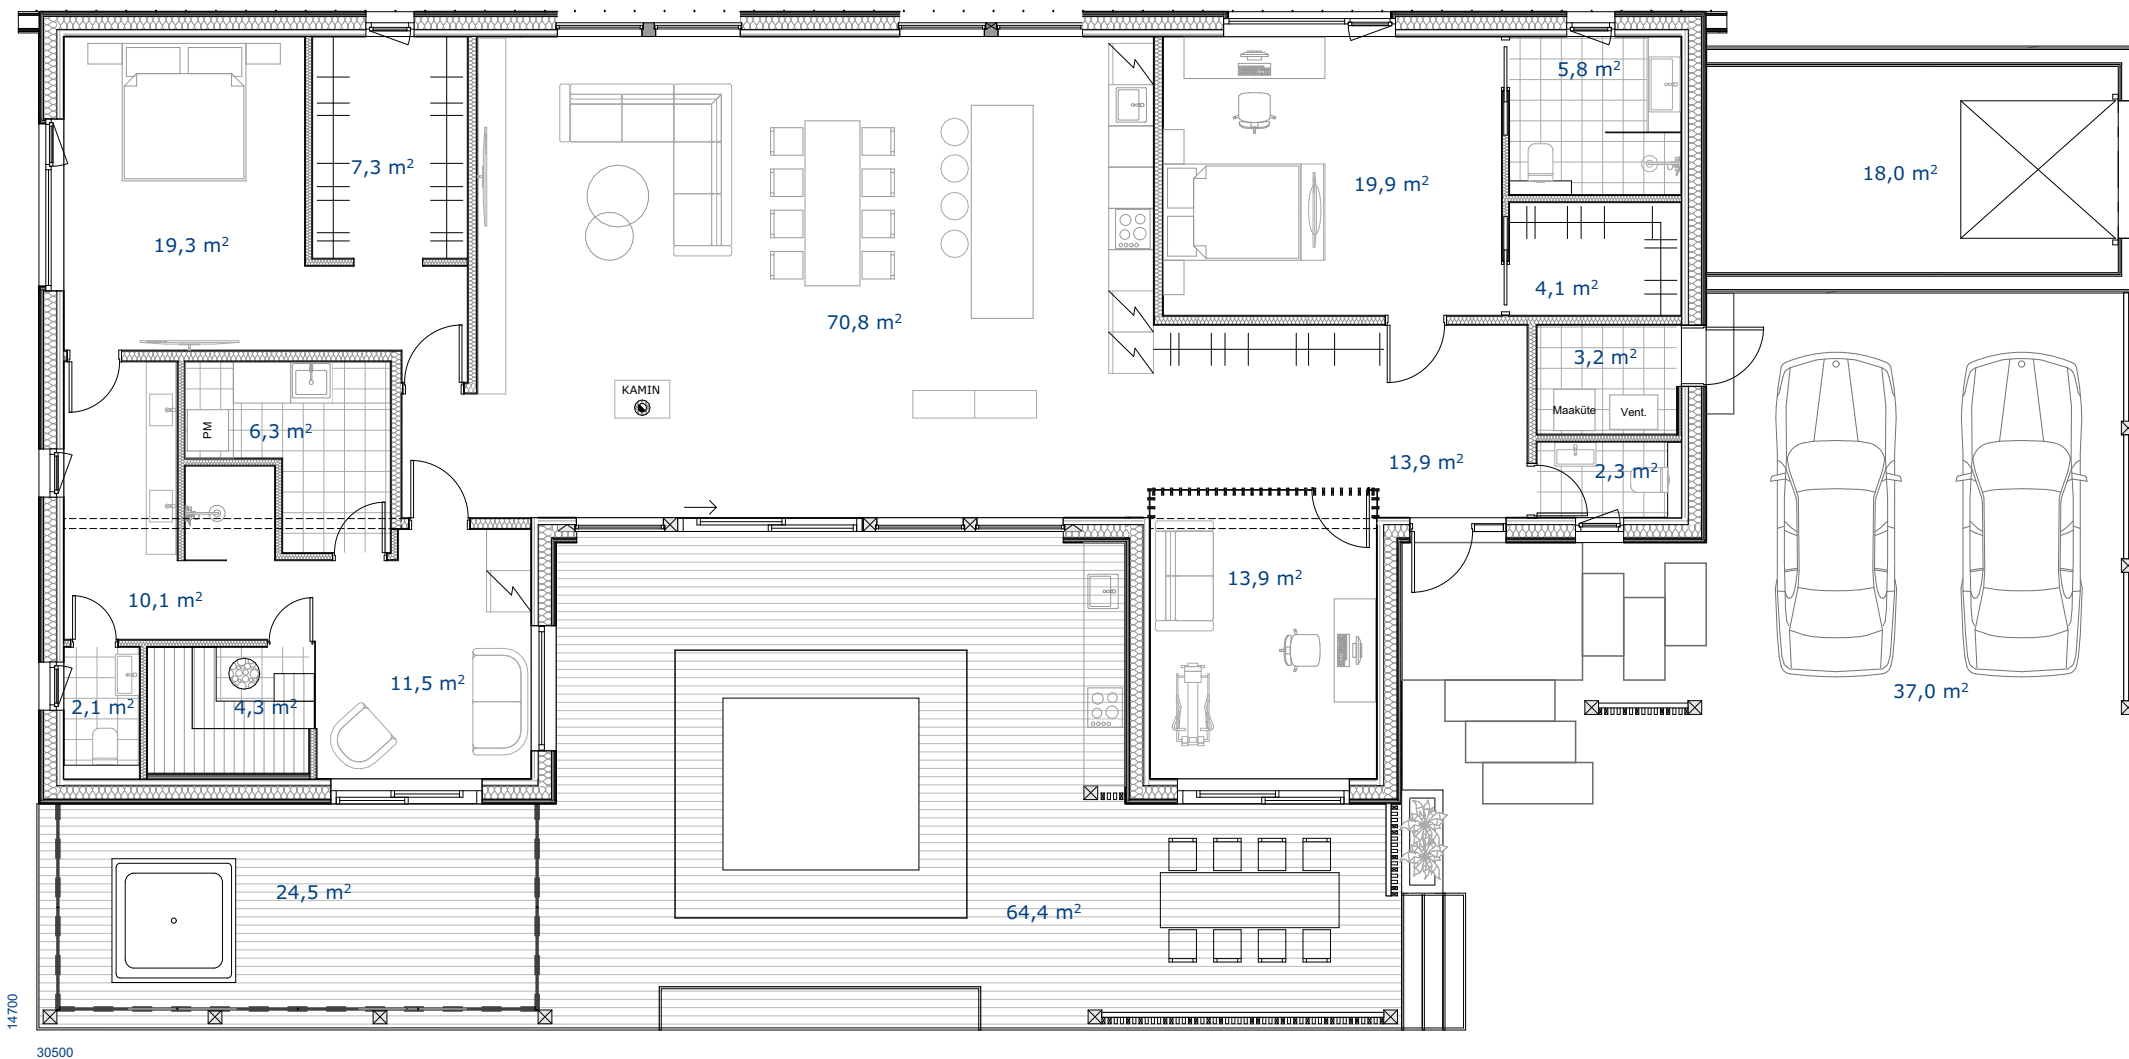 5,8 m²
7,3 m²
18,0 m²
19,9 m²
19,3 m²
4,1 m²
70,8 m²
3,2 m²
KAMIN
Maaküte
Vent.
PM
6,3 m²
13,9 m²
2,3 m²
13,9 m²
10,1 m²
11,5 m²
37,0 m²
2,1 m²
4,3 m²
24,5 m²
64,4 m²
14700
30500